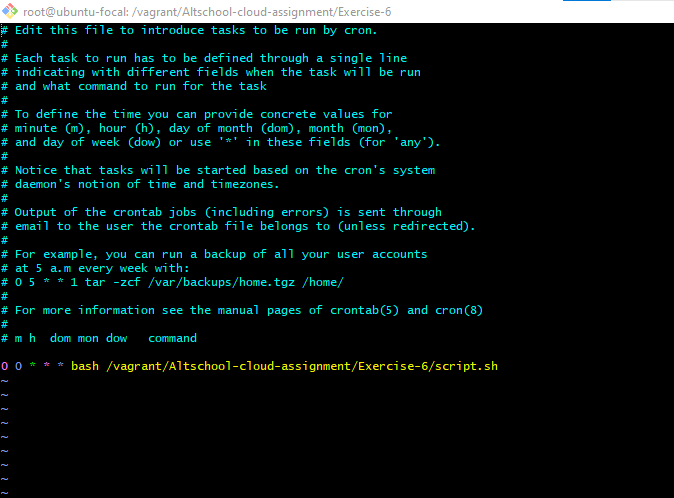 root@ubuntu-focal: /vagrant/Altschool-cloud-assignment/Exercise-6
# Edit this file to introduce tasks to be run by cron.
#
# Each task to run has to be defined through a single line
# indicating with different fields when the task will be run
# and what command to run for the task
#
# To define the time you can provide concrete values for
# minute (m), hour (h), day of month (dom), month (mon),
# and day of week (dow) or use '*' in these fields (for 'any').
#
# Notice that tasks will be started based on the cron's system
# daemon's notion of time and timezones.
#
# Output of the crontab jobs (including errors) is sent through
# email to the user the crontab file belongs to (unless redirected).
#
# For example, you can run a backup of all your user accounts
# at 5 a.m every week with:
# 0 5 * * 1 tar -zcf /var/backups/home.tgz /home/
#
# For more information see the manual pages of crontab(5) and cron(8)
#
# m h  dom mon dow   command

0 0 * * * bash /vagrant/Altschool-cloud-assignment/Exercise-6/script.sh
~
~
~
~
~
~
~
~
~